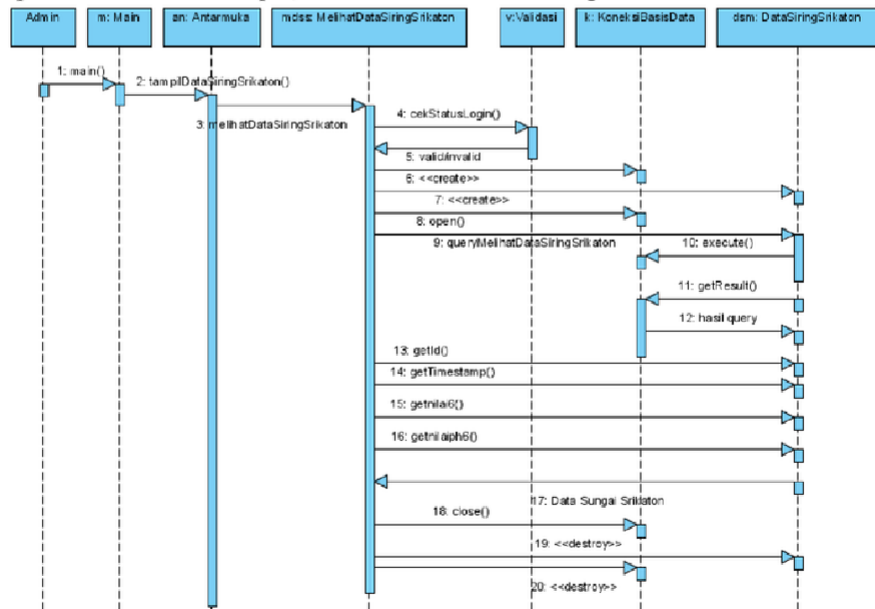 Admin
m: Main
an: Antarmuka
mdss: MelihatDataSiringSrikaton
v:Validasi
k: KoneksiBasisData
dsm: DataSiringSrikaton
1: main()
2: tampilDataSiringSrikaton()
3: melihatDataSiringSrikaton
4: cekStatusLogin()
5: valid/invalid
6: <<create>>
7: <<create>>
8: open()
9: queryMelihatDataSiringSrikaton
10: execute()
11: getResult()
12: hasil query
13: getId()
14: getTimestamp()
15: getnilai6()
16: getnilaiph6()
17: Data Sungai Srikaton
18: close()
19: <<destroy>>
20: <<destroy>>